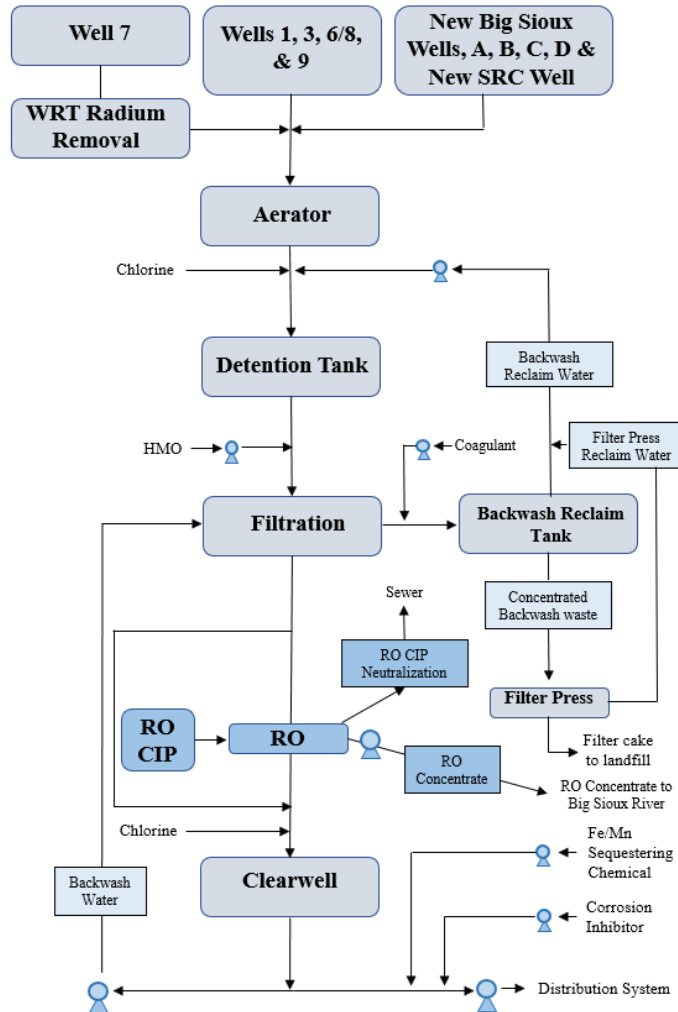 Well 7
Wells 1, 3, 6/8,
& 9
New Big Sioux
Wells, A, B, C, D &
New SRC Well
WRT Radium
Removal
Aerator
Chlorine
Detention Tank
Backwash
Reclaim Water
Filter Press
Reclaim Water
HMO
Coagulant
Filtration
Backwash Reclaim
Tank
Sewer
Concentrated
Backwash waste
RO CIP
Neutralization
Filter Press
RO
CIP
RO
RO
Concentrate
Filter cake
to landfill
RO Concentrate to
Big Sioux River
Chlorine
Fe/Mn
Sequestering
Chemical
Clearwell
Backwash
Water
Corrosion
Inhibitor
Distribution System